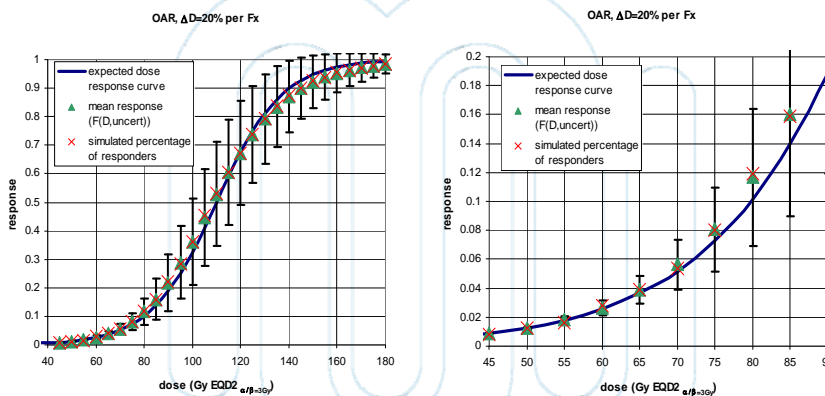 OAR, ΔD=20% per Fx
1
0.9
0.8
0.7
0.6
0.5
0.4
0.3
0.2
0.1
0
response
expected dose
response curve
mean response
(F(D,uncert))
simulated percentage
of responders
40 60 80 100 120 140 160 180
dose (Gy EQD2 α/β=3Gy)
OAR, ΔD=20% per Fx
0.2
0.18
0.16
0.14
0.12
0.1
0.08
0.06
0.04
0.02
0
response
expected dose
response curve
mean response
(F(D,uncert))
simulated percentage
of responders
45 50 55 60 65 70 75 80 85
dose (Gy EQD2 α/β=3Gy)